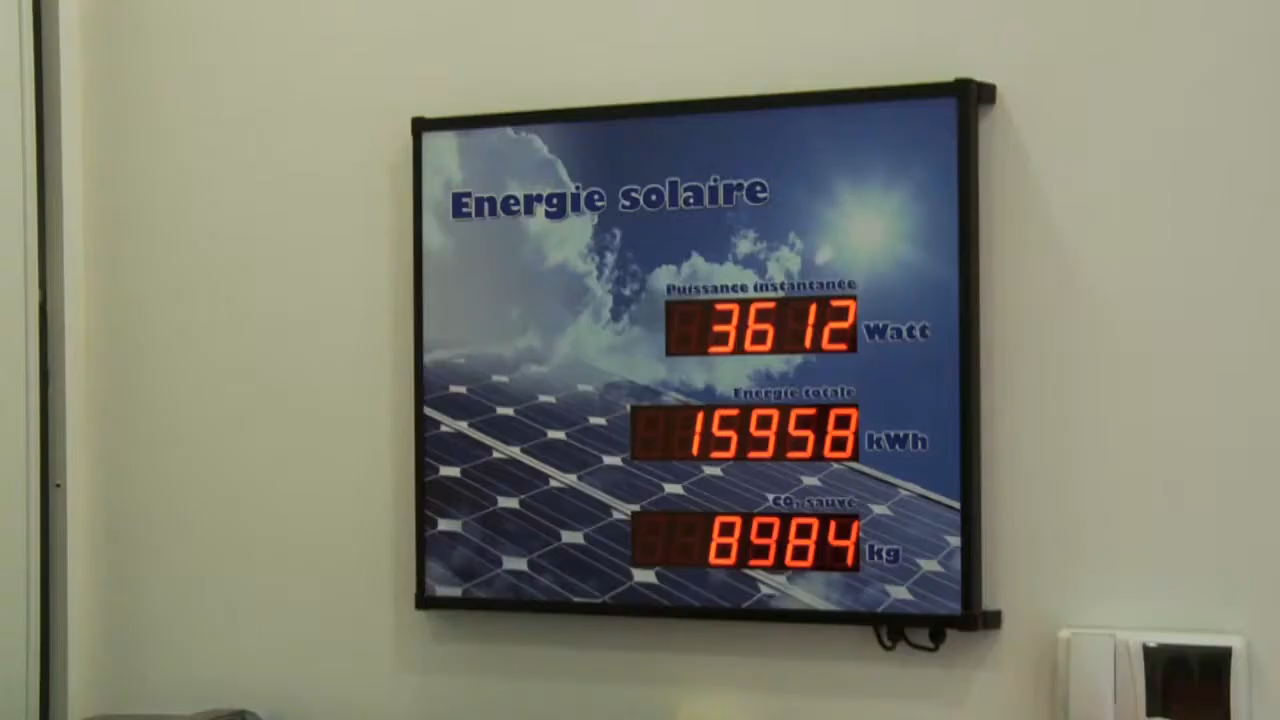 Energie solaire
Puissance instantanée
3612 Watt
Energie totale
15958 kWh
CO₂ sauvé
8984 kg